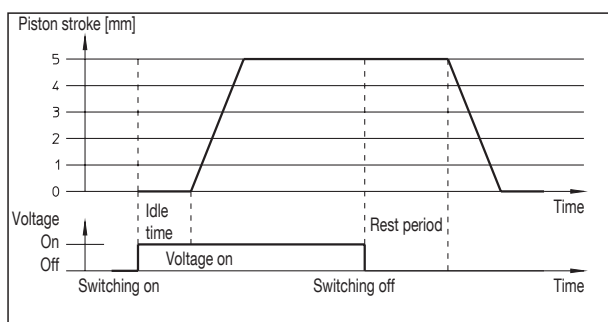 Piston stroke [mm]
5
4
3
2
1
0
Time
Voltage
On
Off
Idle
time
Rest period
Voltage on
Switching on
Switching off
Time